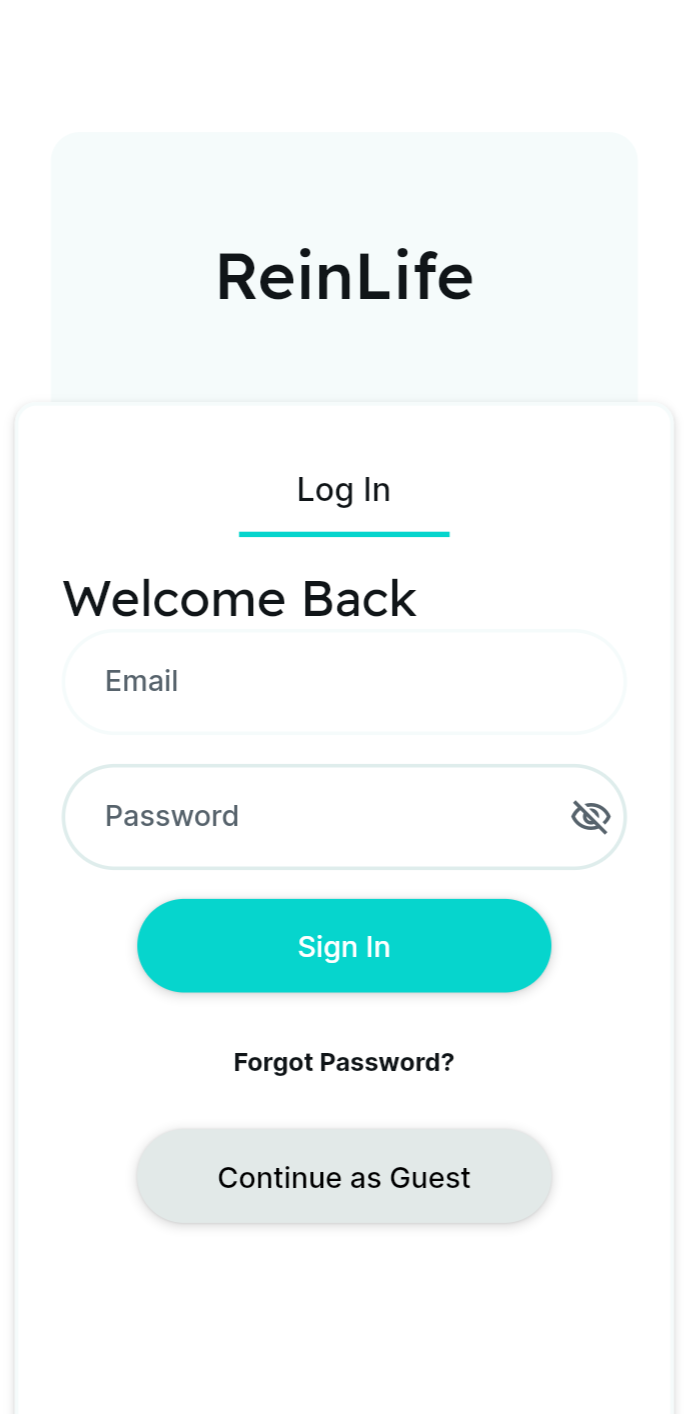 ReinLife
Log In
Welcome Back
Email
Password
Sign In
Forgot Password?
Continue as Guest